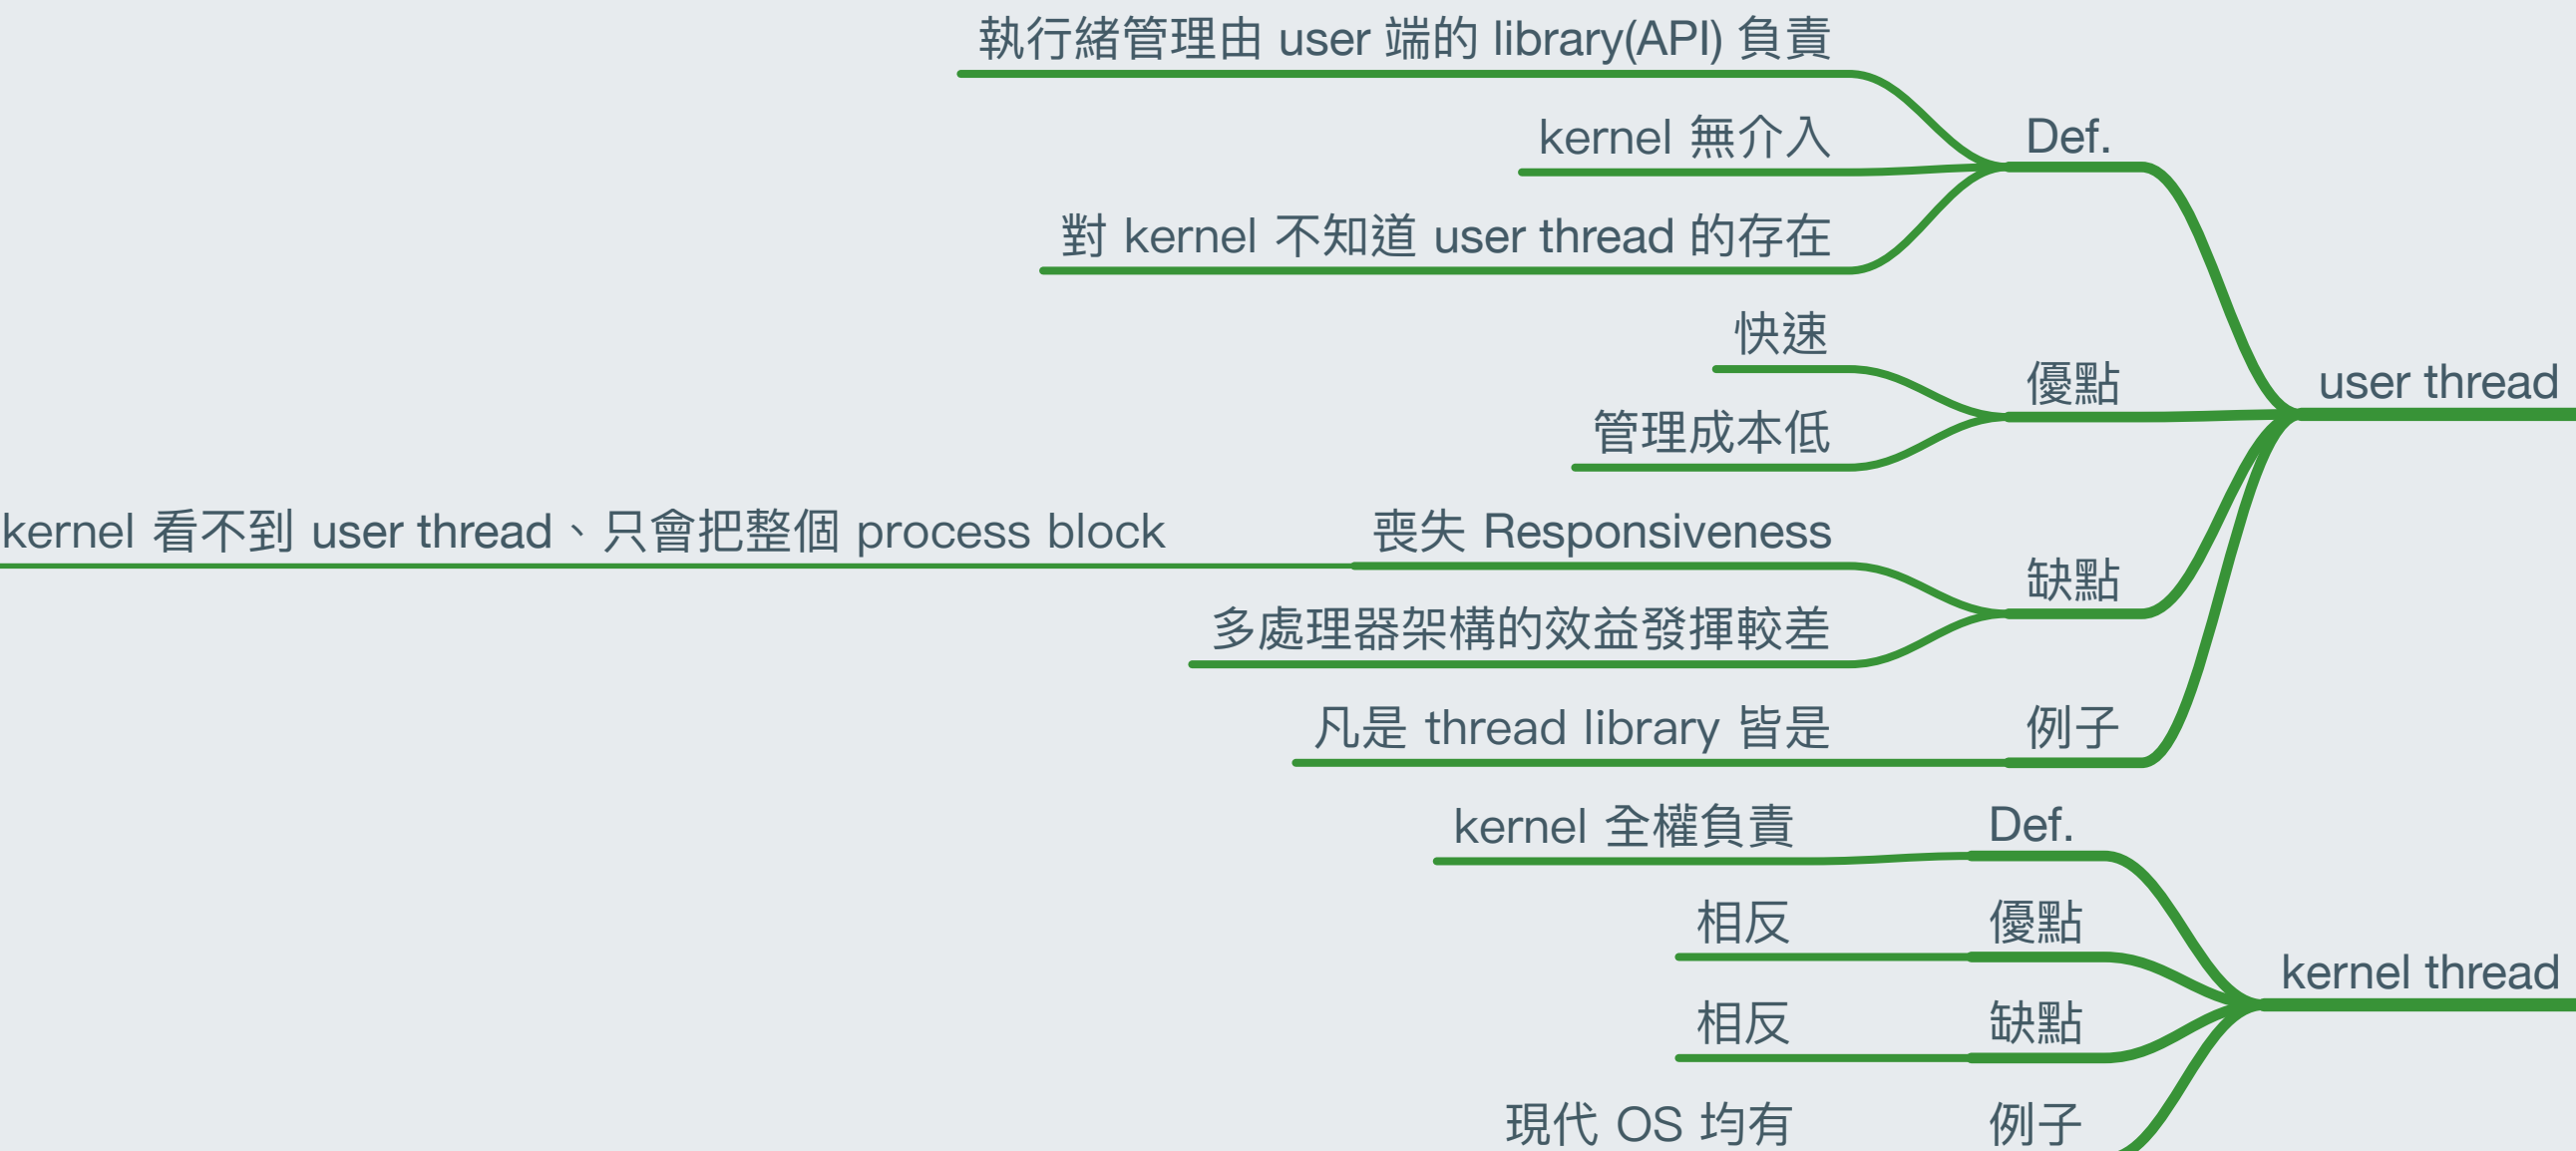 執行緒管理由 user 端的 library(API) 負責
kernel 無介入
Def.
對 kernel 不知道 user thread 的存在
快速
優點
user thread
管理成本低
kernel 看不到 user thread、只會把整個 process block
喪失 Responsiveness
缺點
多處理器架構的效益發揮較差
凡是 thread library 皆是
例子
kernel 全權負責
Def.
相反
優點
kernel thread
相反
缺點
現代 OS 均有
例子